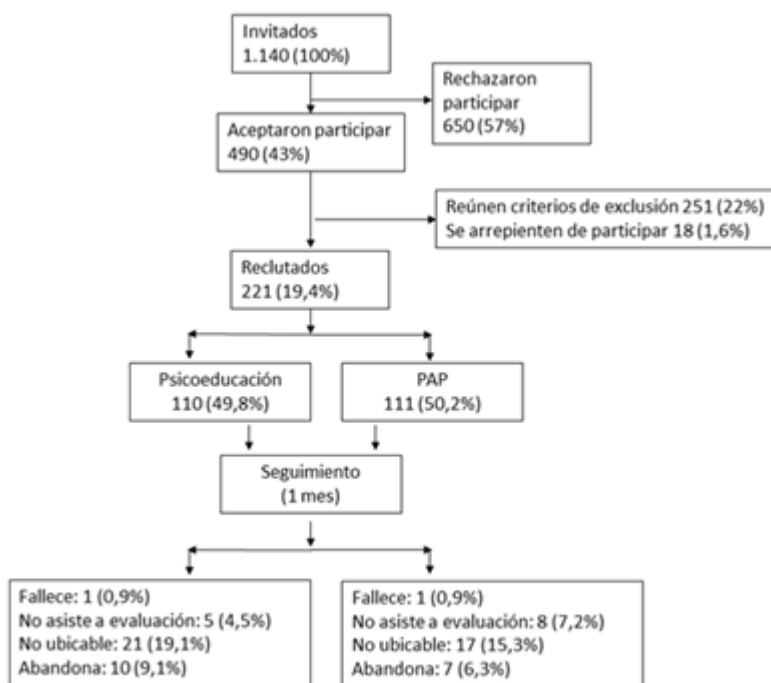 Invitados
1.140 (100%)
Rechazaron
participar
650 (57%)
Aceptaron participar
490 (43%)
Reúnen criterios de exclusión 251 (22%)
Se arrepienten de participar 18 (1,6%)
Reclutados
221 (19,4%)
Psicoeducación
110 (49,8%)
PAP
111 (50,2%)
Seguimiento
(1 mes)
Fallece: 1 (0,9%)
No asiste a evaluación: 5 (4,5%)
No ubicable: 21 (19,1%)
Abandona: 10 (9,1%)
Fallece: 1 (0,9%)
No asiste a evaluación: 8 (7,2%)
No ubicable: 17 (15,3%)
Abandona: 7 (6,3%)